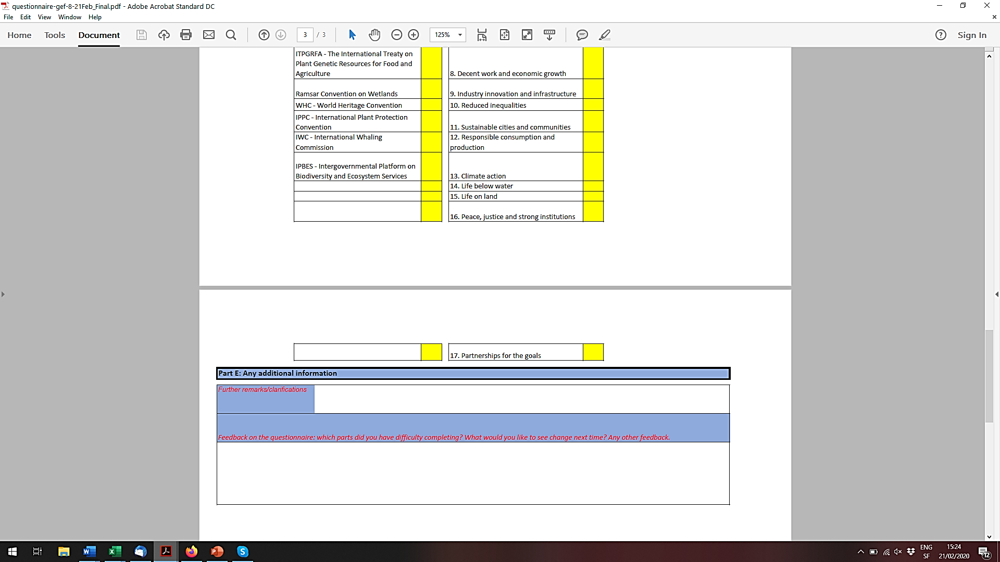 questionnaire-gef-8-21Feb_Final.pdf - Adobe Acrobat Standard DC
File Edit View Window Help
Home Tools Document 3 / 3 125% Sign In
ITPGRFA - The International Treaty on
Plant Genetic Resources for Food and
Agriculture
8. Decent work and economic growth
Ramsar Convention on Wetlands
9. Industry innovation and infrastructure
WHC - World Heritage Convention
10. Reduced inequalities
IPPC - International Plant Protection
Convention
11. Sustainable cities and communities
IWC - International Whaling
Commission
12. Responsible consumption and
production
IPBES - Intergovernmental Platform on
Biodiversity and Ecosystem Services
13. Climate action
14. Life below water
15. Life on land
16. Peace, justice and strong institutions
17. Partnerships for the goals
Part E: Any additional information
Further remarks/clarifications
Feedback on the questionnaire: which parts did you have difficulty completing? What would you like to see change next time? Any other feedback.
ENG
SF
15:24
21/02/2020
12